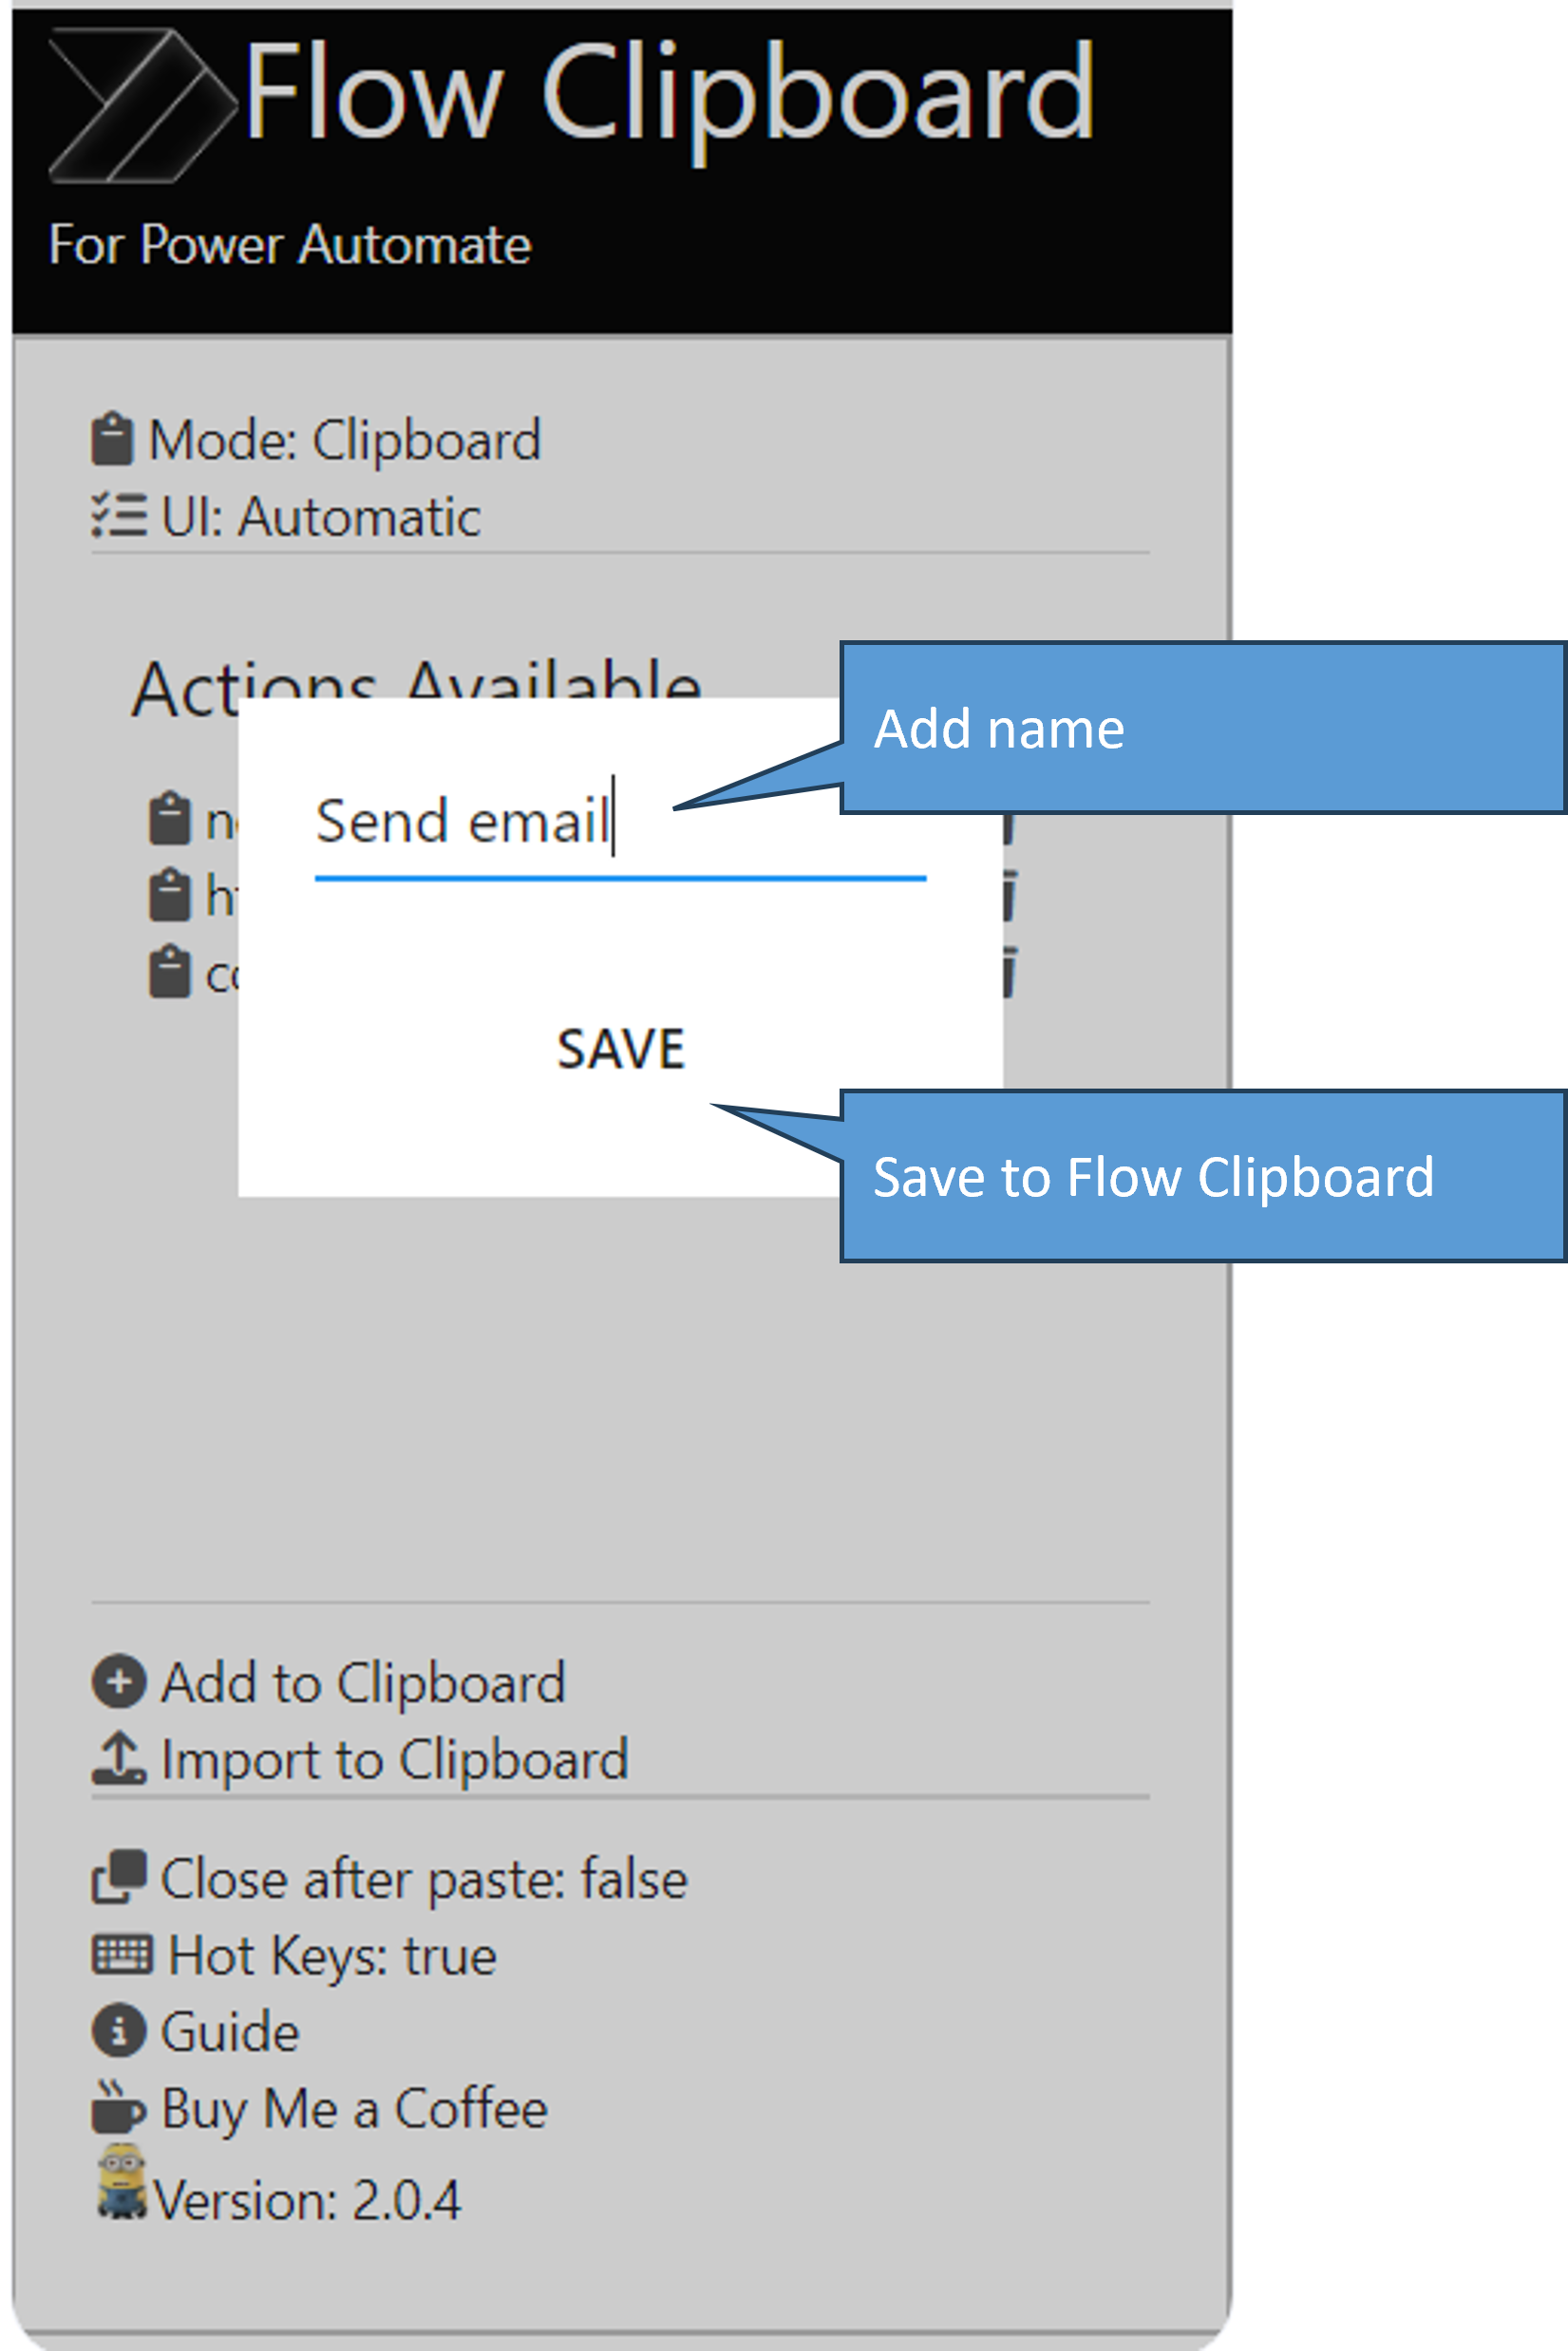 Flow Clipboard
For Power Automate
Mode: Clipboard
UI: Automatic
Actions Available
Add name
Send email
SAVE
Save to Flow Clipboard
Add to Clipboard
Import to Clipboard
Close after paste: false
Hot Keys: true
Guide
Buy Me a Coffee
Version: 2.0.4